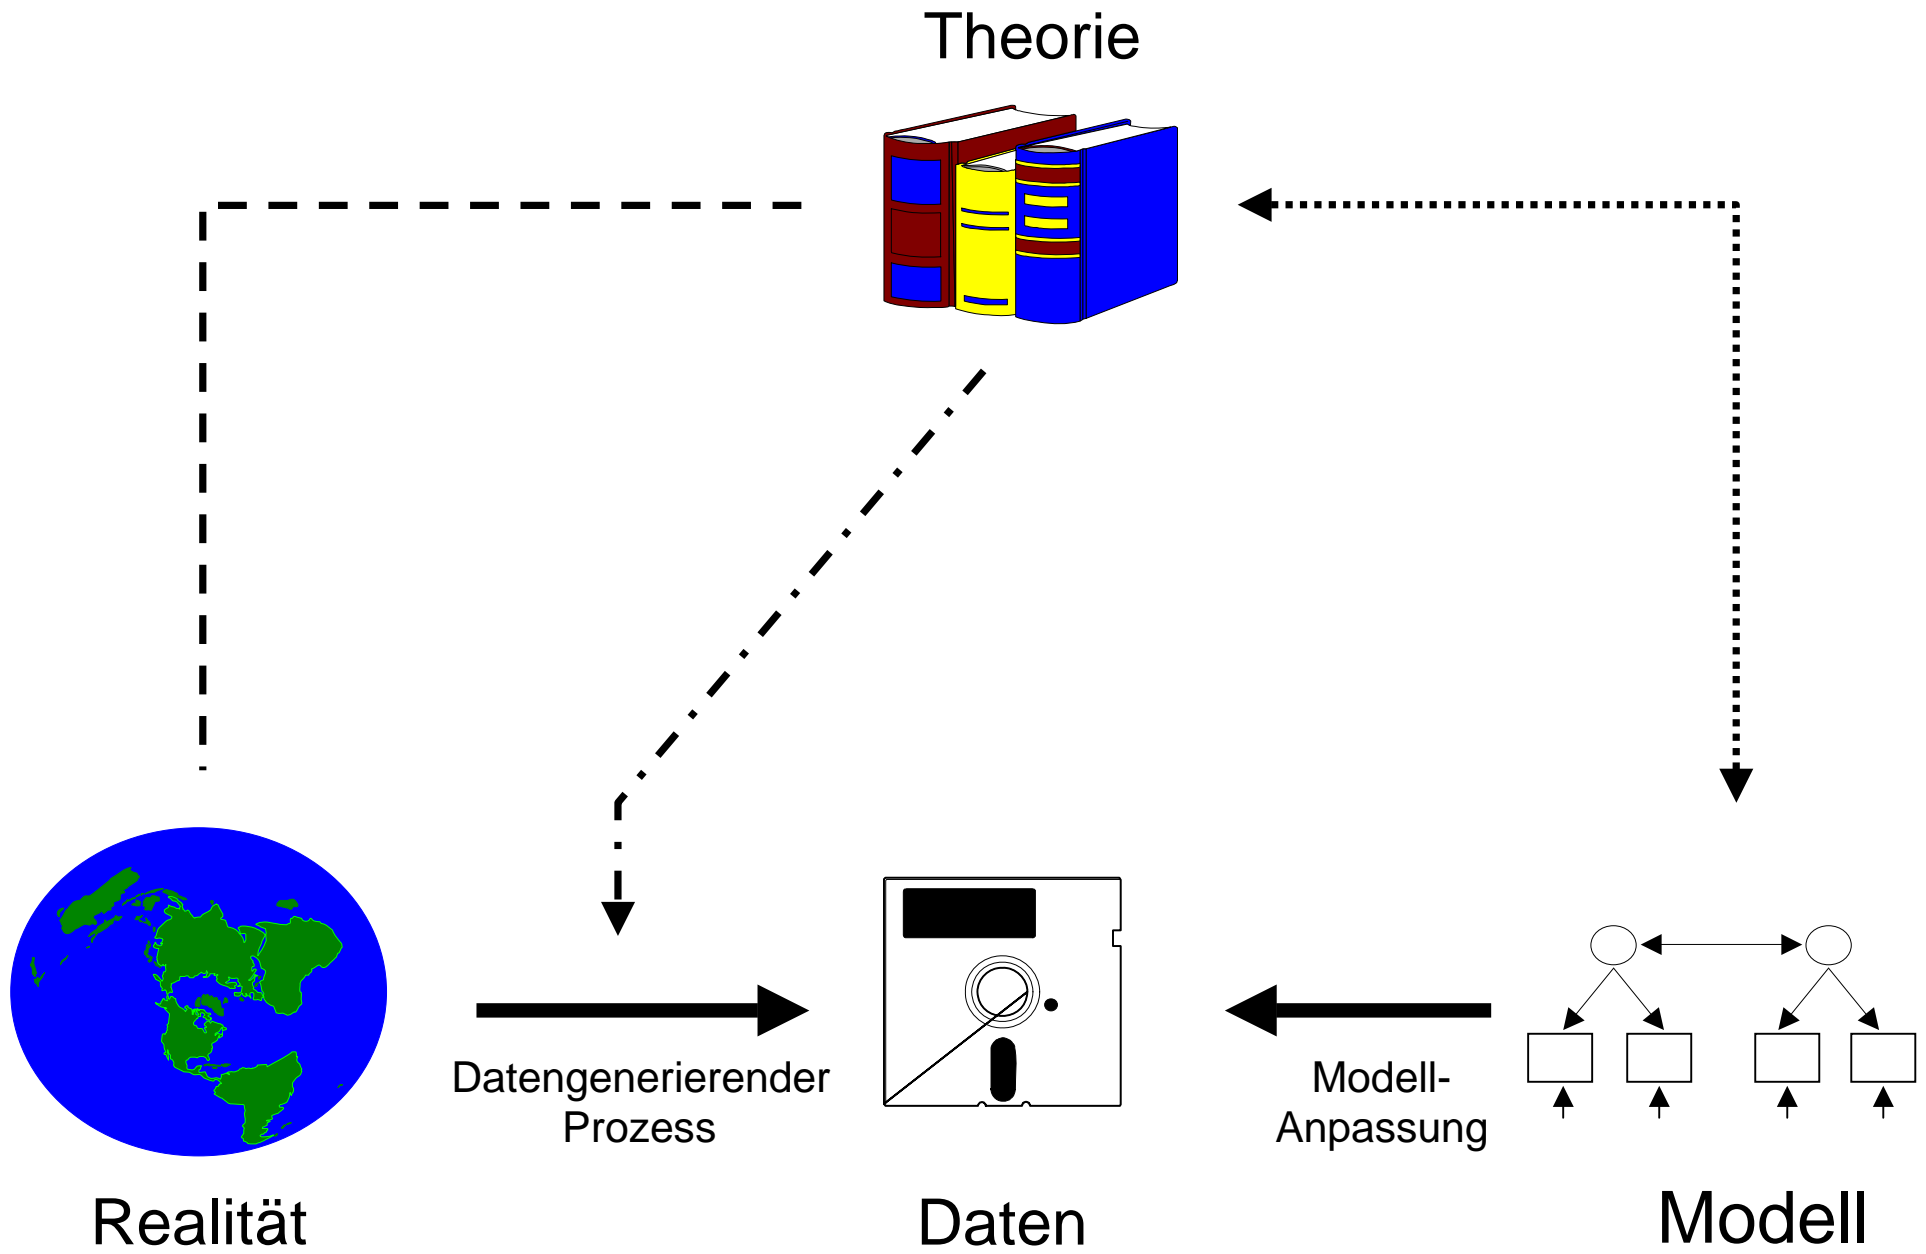 Theorie
Datengenerierender
Prozess
Modell-
Anpassung
Realität
Daten
Modell